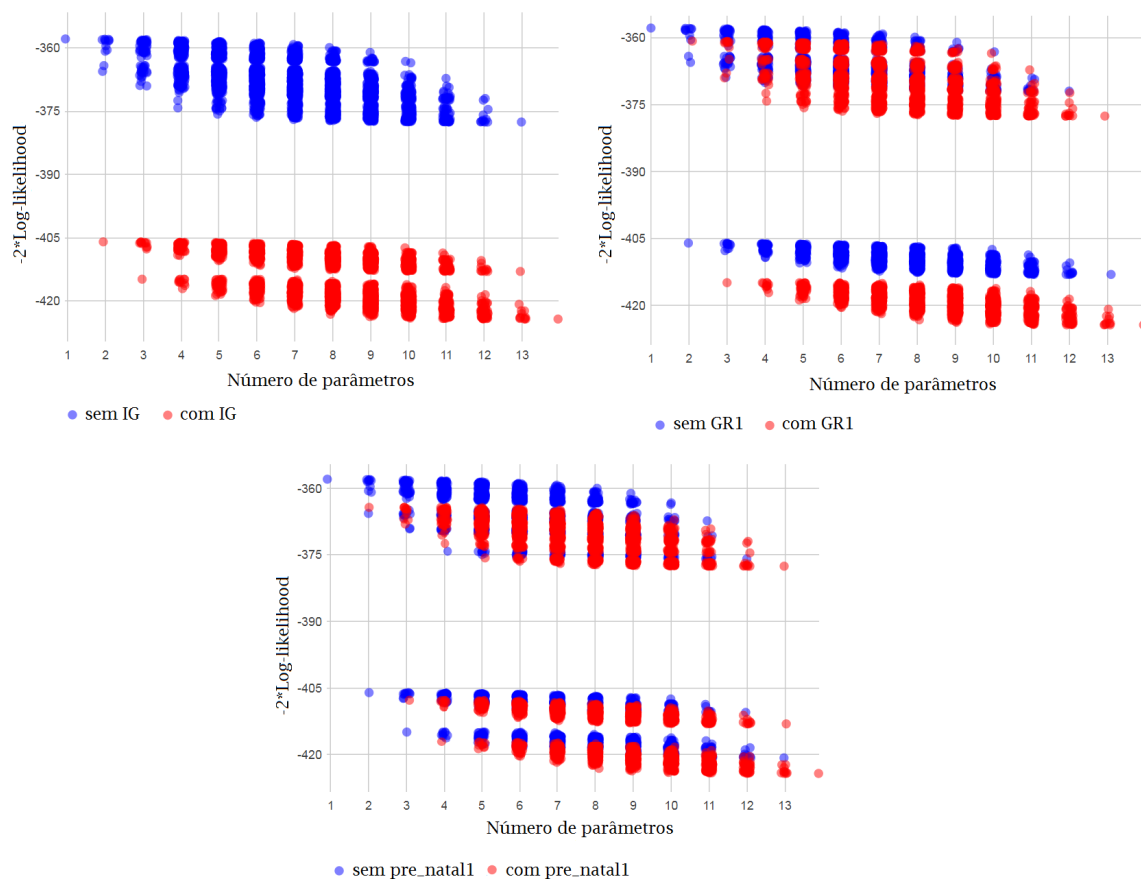 -360
-375
-390
-405
-420
-2*Log-likelihood
1 2 3 4 5 6 7 8 9 10 11 12 13
Número de parâmetros
sem IG com IG
-360
-375
-390
-405
-420
-2*Log-likelihood
1 2 3 4 5 6 7 8 9 10 11 12 13
Número de parâmetros
sem GR1 com GR1
-360
-375
-390
-405
-420
-2*Log-likelihood
1 2 3 4 5 6 7 8 9 10 11 12 13
Número de parâmetros
sem pre_natal1 com pre_natal1